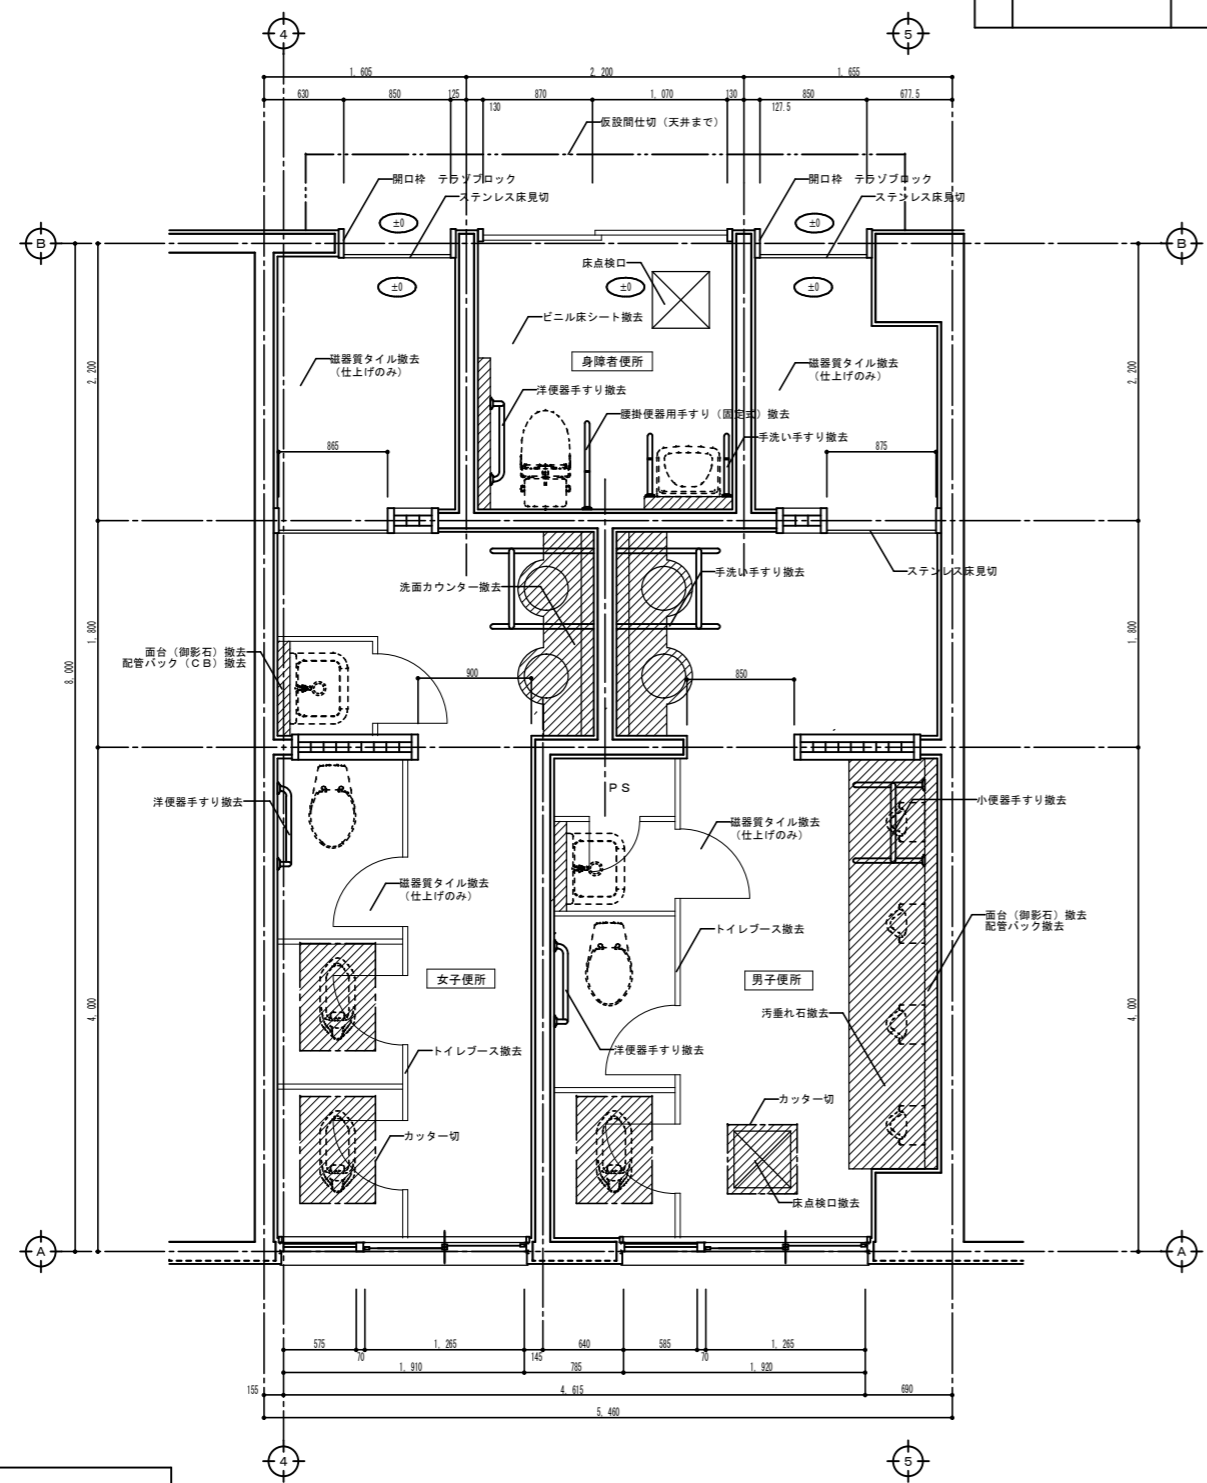 4
5
1, 605
2, 200
1, 655
630
850
125
130
870
1, 070
130
127.5
850
677.5
仮設間仕切（天井まで）
開口枠　テラゾブロック
ステンレス床見切
開口枠　テラゾブロック
ステンレス床見切
±0
±0
B
B
床点検口
±0
±0
±0
ビニル床シート撤去
身障者便所
磁器質タイル撤去
（仕上げのみ）
磁器質タイル撤去
（仕上げのみ）
2, 200
2, 200
洋便器手すり撤去
腰掛便器用手すり（固定式）撤去
手洗い手すり撤去
865
875
ステンレス床見切
手洗い手すり撤去
洗面カウンター撤去
8, 000
1, 800
1, 800
面台（御影石）撤去
配管パック（ＣＢ）撤去
900
850
ＰＳ
洋便器手すり撤去
小便器手すり撤去
磁器質タイル撤去
（仕上げのみ）
磁器質タイル撤去
（仕上げのみ）
面台（御影石）撤去
配管パック撤去
トイレブース撤去
女子便所
男子便所
4, 000
4, 000
汚垂れ石撤去
トイレブース撤去
洋便器手すり撤去
カッター切
カッター切
床点検口撤去
A
A
575
70
1, 265
145
640
585
70
1, 265
1, 910
785
1, 920
155
4, 615
690
5, 460
4
5